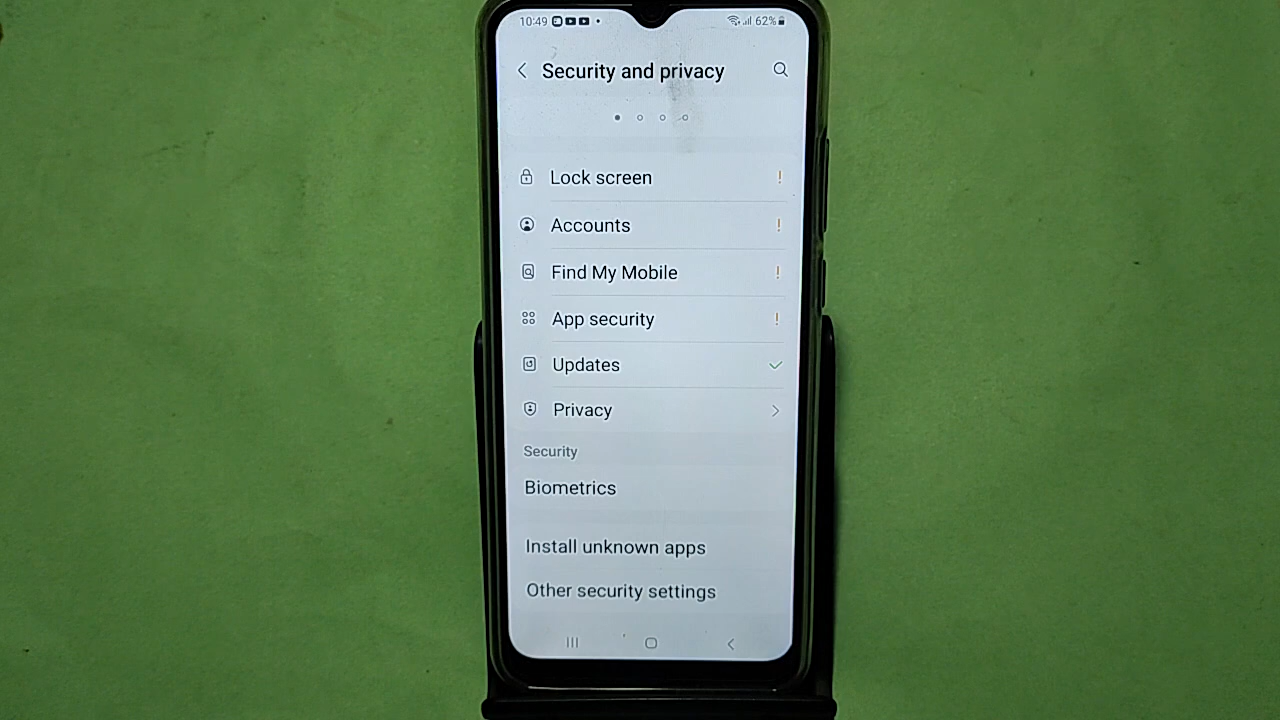 10:49 62%
Security and privacy
Lock screen !
Accounts !
Find My Mobile !
App security !
Updates
Privacy
Security
Biometrics
Install unknown apps
Other security settings